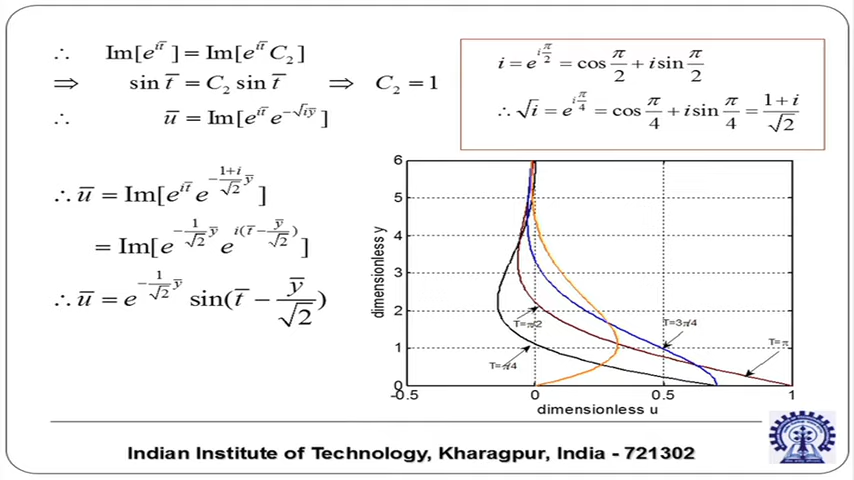 ∴ Im[e^{i t̅}] = Im[e^{i t̅} C₂]
⇒ sin t̅ = C₂ sin t̅ ⇒ C₂ = 1
∴ u̅ = Im[e^{i t̅} e^{-√i y̅}]
i = e^{i π/2} = cos π/2 + i sin π/2
∴ √i = e^{i π/4} = cos π/4 + i sin π/4 = (1+i)/√2
∴ u̅ = Im[e^{i t̅} e^{-(1+i)/√2 y̅}]
= Im[e^{-1/√2 y̅} e^{i(t̅ - y̅/√2)}]
∴ u̅ = e^{-1/√2 y̅} sin(t̅ - y̅/√2)
dimensionless y
6
5
4
3
2
1
0
T=π/2
T=3π/4
T=π
T=π/4
-0.5 0 0.5 1
dimensionless u
Indian Institute of Technology, Kharagpur, India - 721302